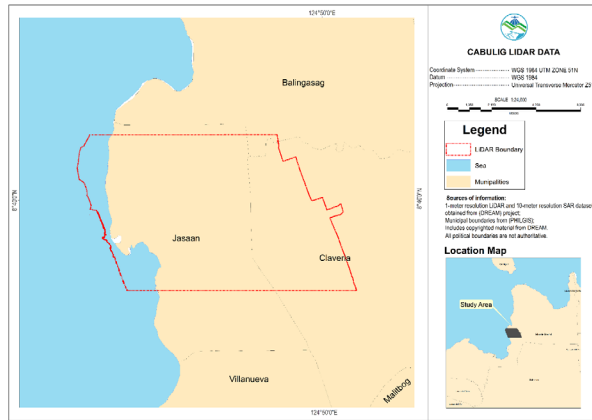 124°50'0"E
Balingasag
Jasaan
Claveria
Villanueva
Malitbog
124°50'0"E
CABULIG LIDAR DATA
Coordinate System WGS 1984 UTM ZONE 51N
Datum WGS 1984
Projection Universal Transverse Mercator
Legend
LiDAR Boundary
Sea
Municipalities
Sources of information:
1-meter resolution LiDAR and 10-meter resolution SAR dataset
obtained from (DREAM) project;
Municipal boundaries from (PHILGIS);
Includes copyrighted material from DREAM.
All political boundaries are not authoritative.
Location Map
Study Area